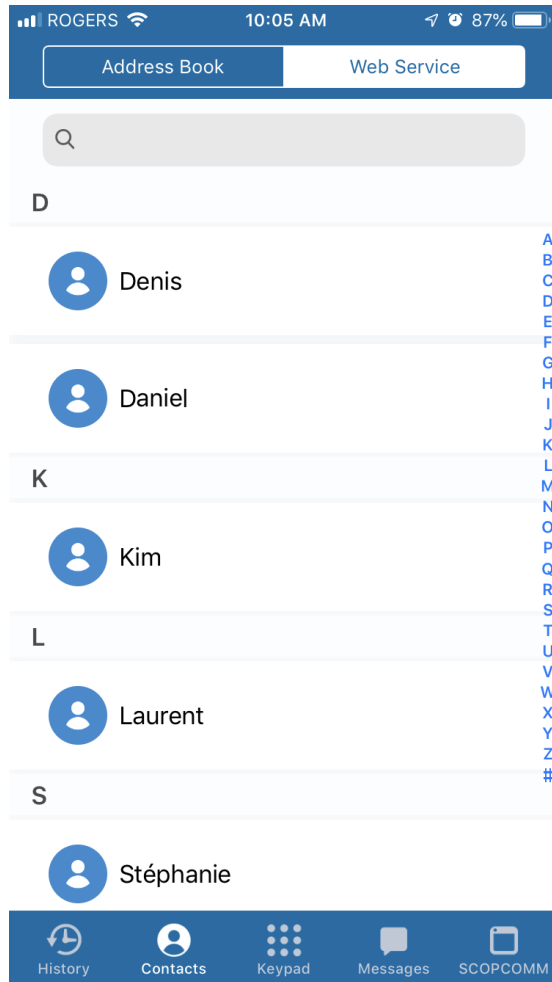 ROGERS 10:05 AM 87%
Address Book Web Service
D
Denis
Daniel
K
Kim
L
Laurent
S
Stéphanie
A
B
C
D
E
F
G
H
I
J
K
L
M
N
O
P
Q
R
S
T
U
V
W
X
Y
Z
#
History Contacts Keypad Messages SCOPCOMM